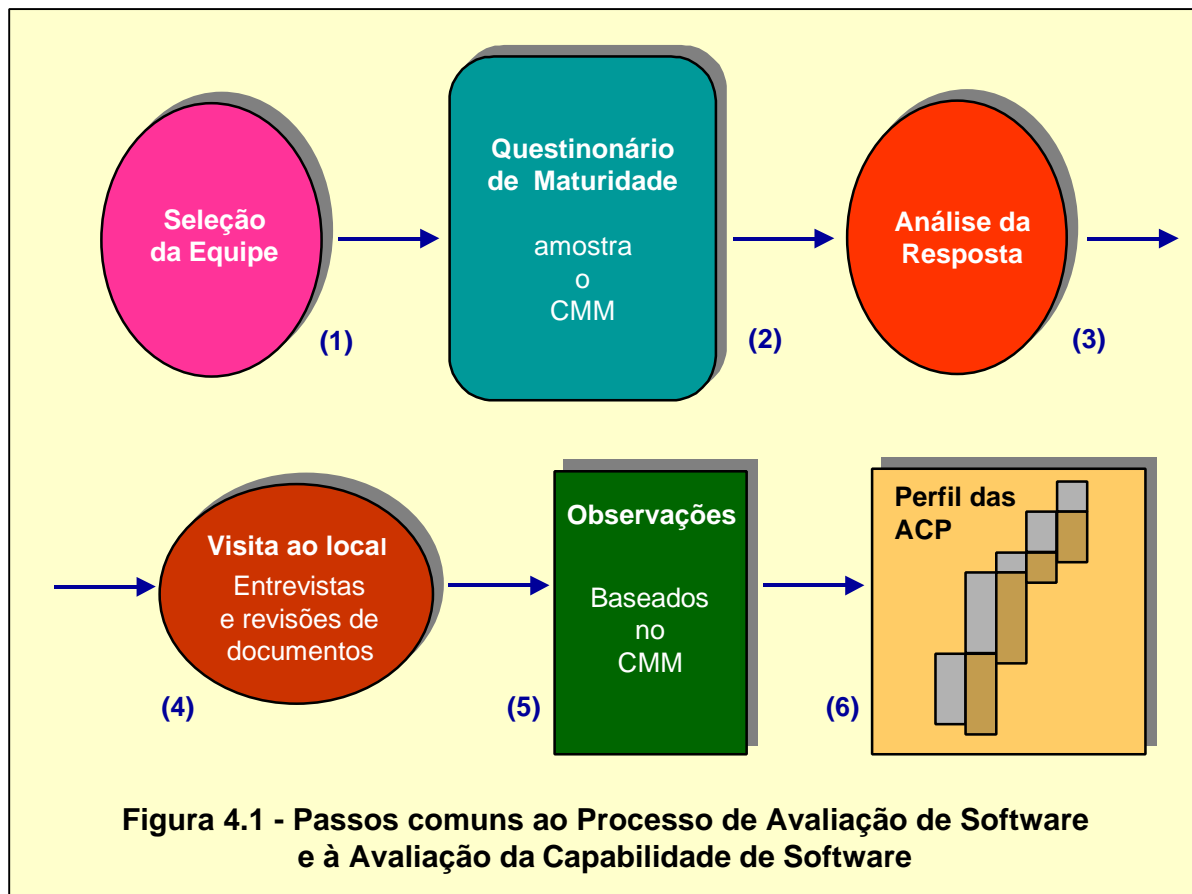 Seleção
da Equipe
(1)
Questinonário
de Maturidade
amostra
o
CMM
(2)
Análise da
Resposta
(3)
Visita ao local
Entrevistas
e revisões de
documentos
(4)
Observações
Baseados
no
CMM
(5)
Perfil das
ACP
(6)
Figura 4.1 - Passos comuns ao Processo de Avaliação de Software
e à Avaliação da Capabilidade de Software